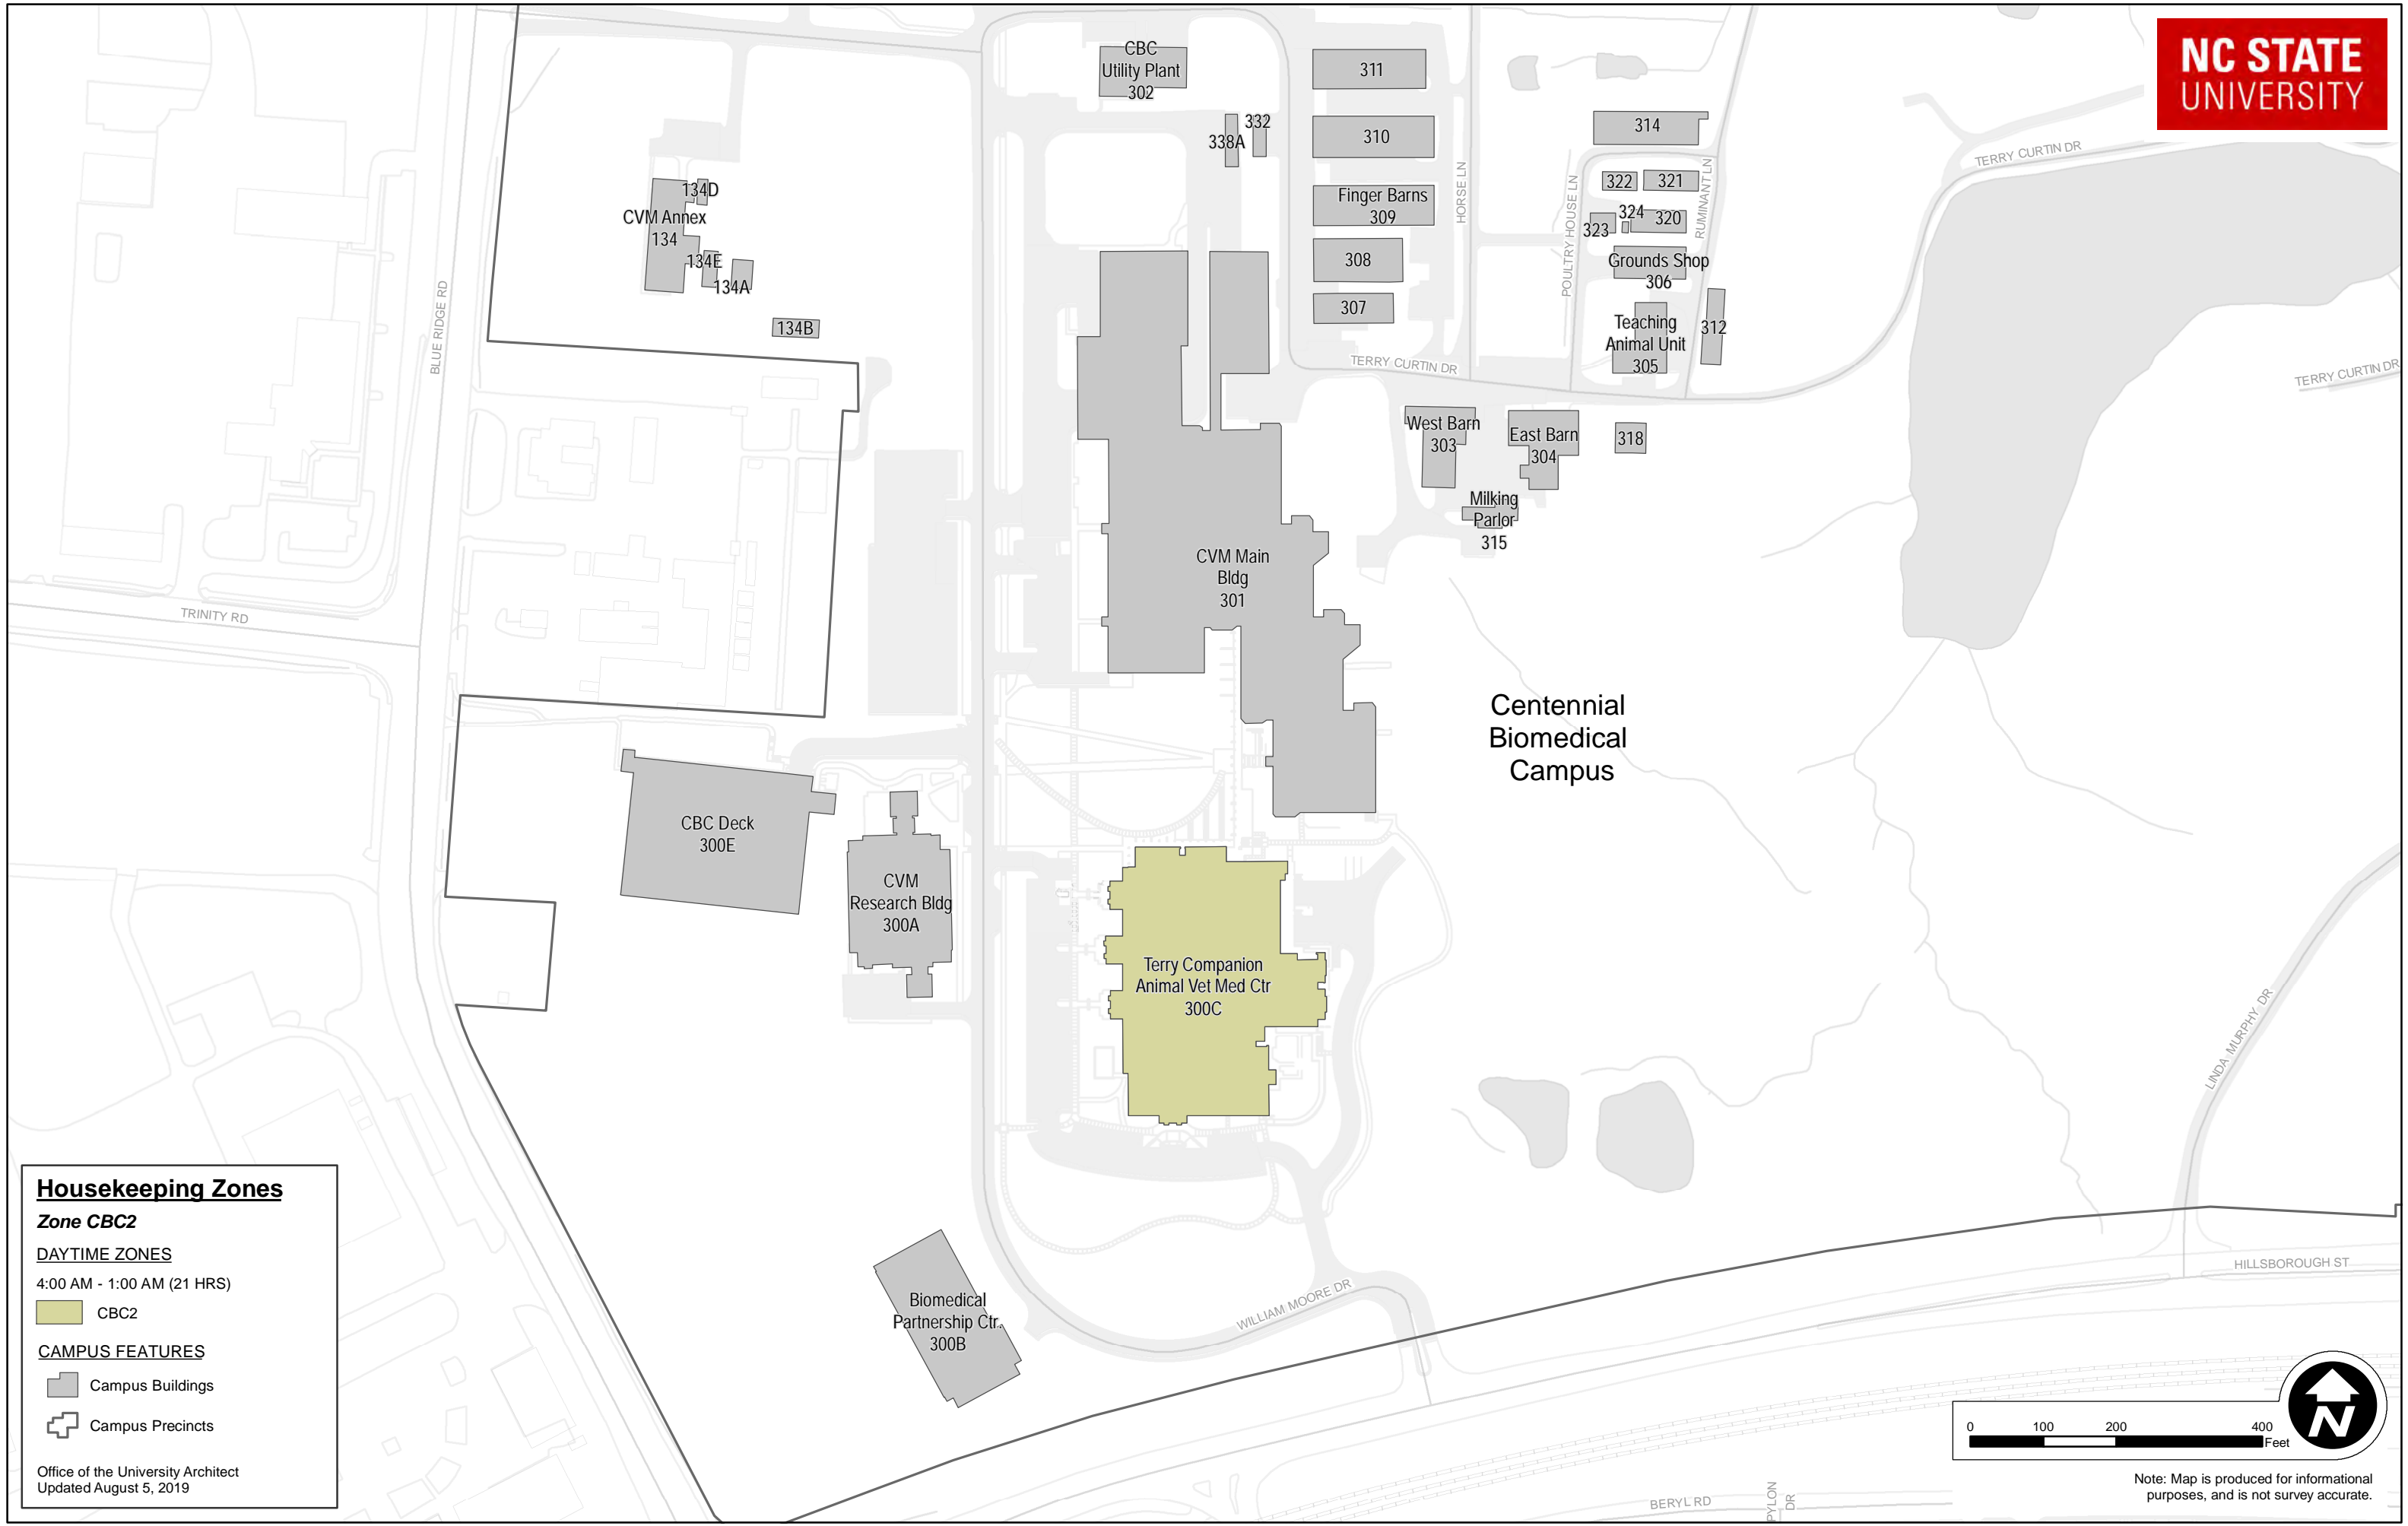 CBC
Utility Plant
302
311
NC STATE
UNIVERSITY
338A
332
310
314
TERRY CURTIN DR
134D
CVM Annex
134
134E
134A
134B
Finger Barns
309
308
307
HORSE LN
POULTRY HOUSE LN
RUMINANT LN
322
321
324
320
323
Grounds Shop
306
Teaching
Animal Unit
305
312
BLUE RIDGE RD
TERRY CURTIN DR
TERRY CURTIN DR
West Barn
303
East Barn
304
318
Milking
Parlor
315
CVM Main
Bldg
301
TRINITY RD
Centennial
Biomedical
Campus
CBC Deck
300E
CVM
Research Bldg
300A
Terry Companion
Animal Vet Med Ctr
300C
LINDA MURPHY DR
Housekeeping Zones
Zone CBC2
DAYTIME ZONES
4:00 AM - 1:00 AM (21 HRS)
CBC2
CAMPUS FEATURES
Campus Buildings
Campus Precincts
Office of the University Architect
Updated August 5, 2019
Biomedical
Partnership Ctr.
300B
WILLIAM MOORE DR
HILLSBOROUGH ST
0 100 200 400
Feet
N
Note: Map is produced for informational
purposes, and is not survey accurate.
BERYL RD
PYLON
DR